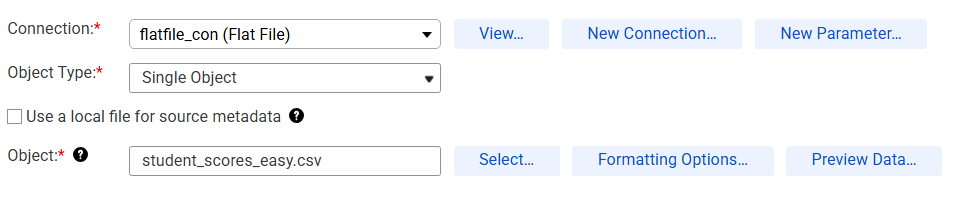 Connection:* flatfile_con (Flat File) View... New Connection... New Parameter...
Object Type:* Single Object
Use a local file for source metadata ?
Object:* ? student_scores_easy.csv Select... Formatting Options... Preview Data...